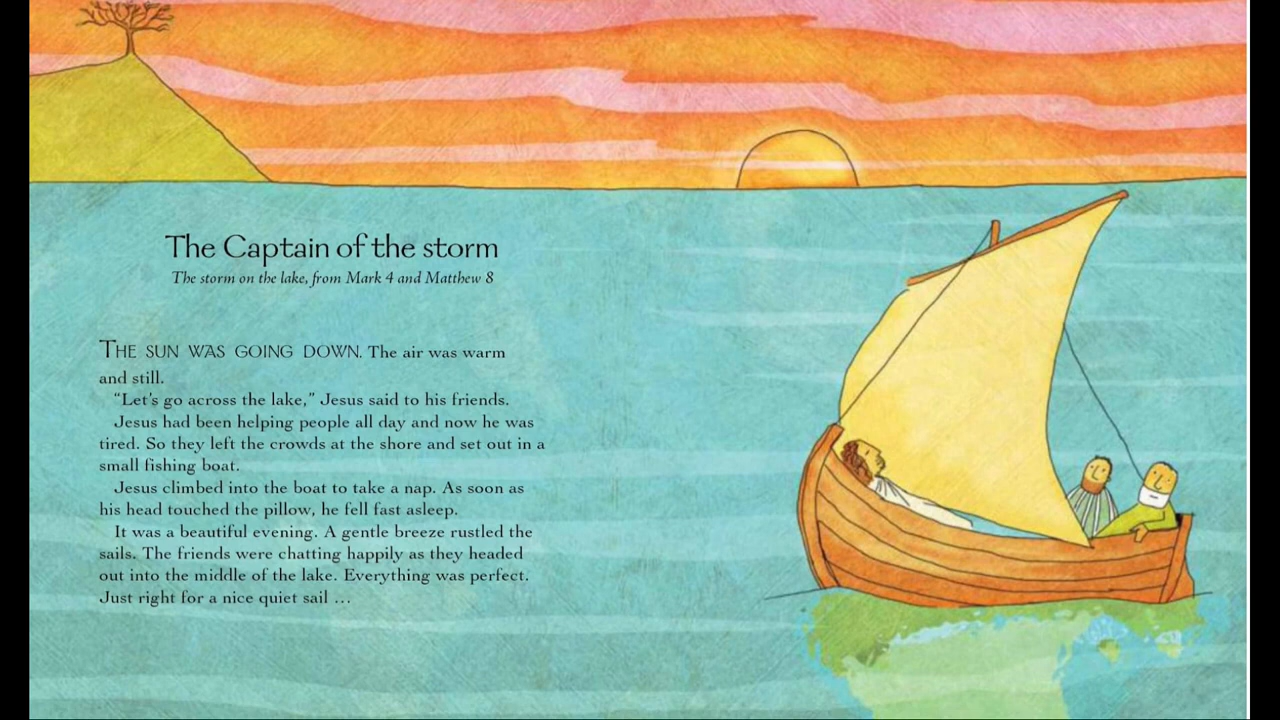 The Captain of the storm
The storm on the lake, from Mark 4 and Matthew 8
THE SUN WAS GOING DOWN. The air was warm
and still.
“Let’s go across the lake,” Jesus said to his friends.
Jesus had been helping people all day and now he was
tired. So they left the crowds at the shore and set out in a
small fishing boat.
Jesus climbed into the boat to take a nap. As soon as
his head touched the pillow, he fell fast asleep.
It was a beautiful evening. A gentle breeze rustled the
sails. The friends were chatting happily as they headed
out into the middle of the lake. Everything was perfect.
Just right for a nice quiet sail …